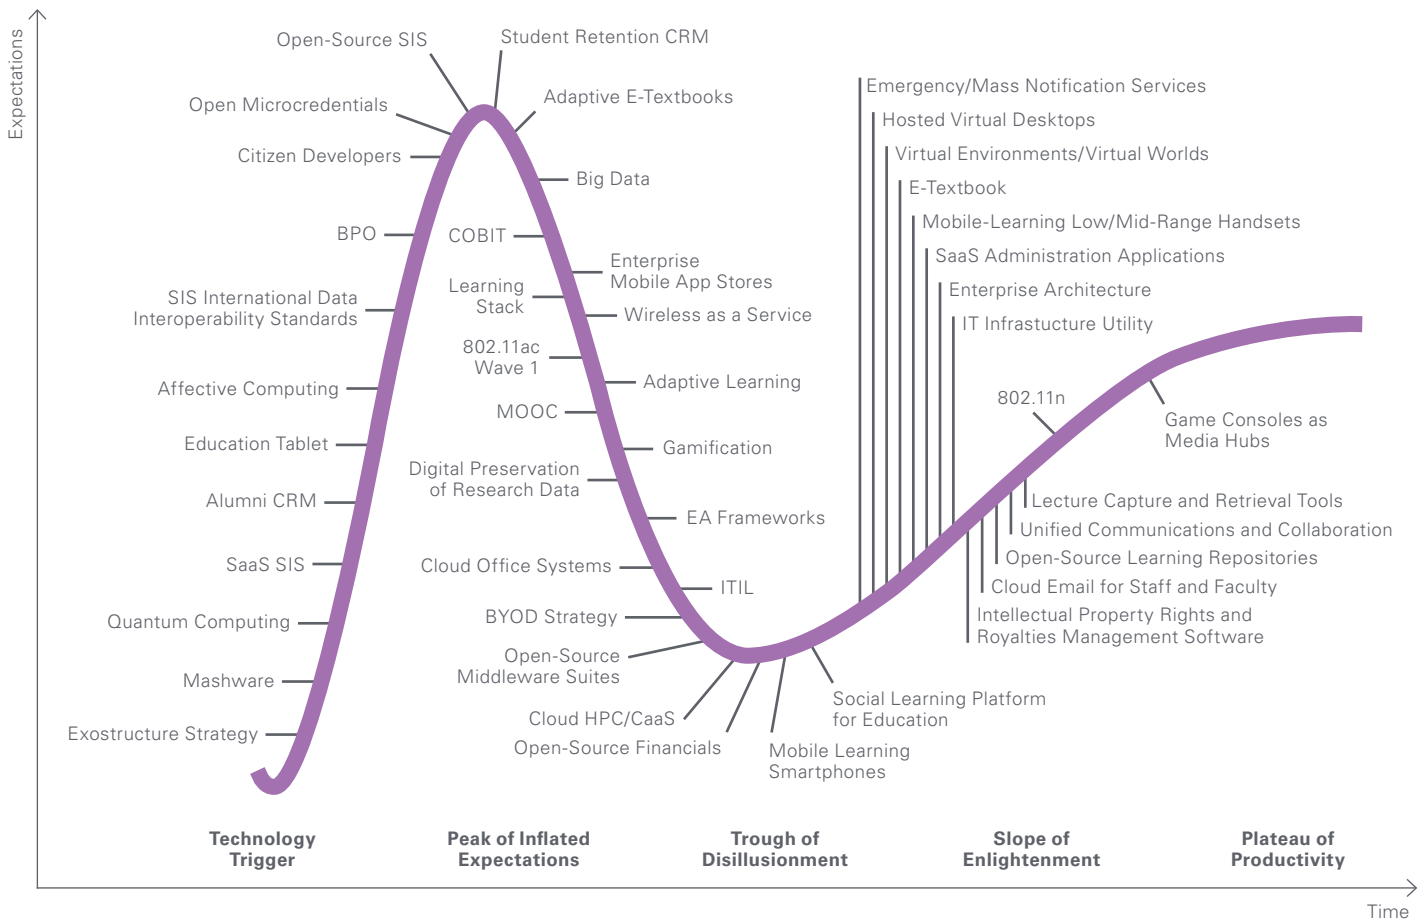 Expectations
Open-Source SIS
Student Retention CRM
Open Microcredentials
Adaptive E-Textbooks
Citizen Developers
Big Data
BPO
COBIT
Enterprise
Mobile App Stores
Learning
Stack
SIS International Data
Interoperability Standards
Wireless as a Service
802.11ac
Wave 1
Affective Computing
Adaptive Learning
MOOC
Education Tablet
Gamification
Digital Preservation
of Research Data
Alumni CRM
EA Frameworks
SaaS SIS
Cloud Office Systems
ITIL
Quantum Computing
BYOD Strategy
Open-Source
Middleware Suites
Mashware
Exostructure Strategy
Cloud HPC/CaaS
Open-Source Financials
Mobile Learning
Smartphones
Social Learning Platform
for Education
Emergency/Mass Notification Services
Hosted Virtual Desktops
Virtual Environments/Virtual Worlds
E-Textbook
Mobile-Learning Low/Mid-Range Handsets
SaaS Administration Applications
Enterprise Architecture
IT Infrastucture Utility
802.11n
Game Consoles as
Media Hubs
Lecture Capture and Retrieval Tools
Unified Communications and Collaboration
Open-Source Learning Repositories
Cloud Email for Staff and Faculty
Intellectual Property Rights and
Royalties Management Software
Technology
Trigger
Peak of Inflated
Expectations
Trough of
Disillusionment
Slope of
Enlightenment
Plateau of
Productivity
Time